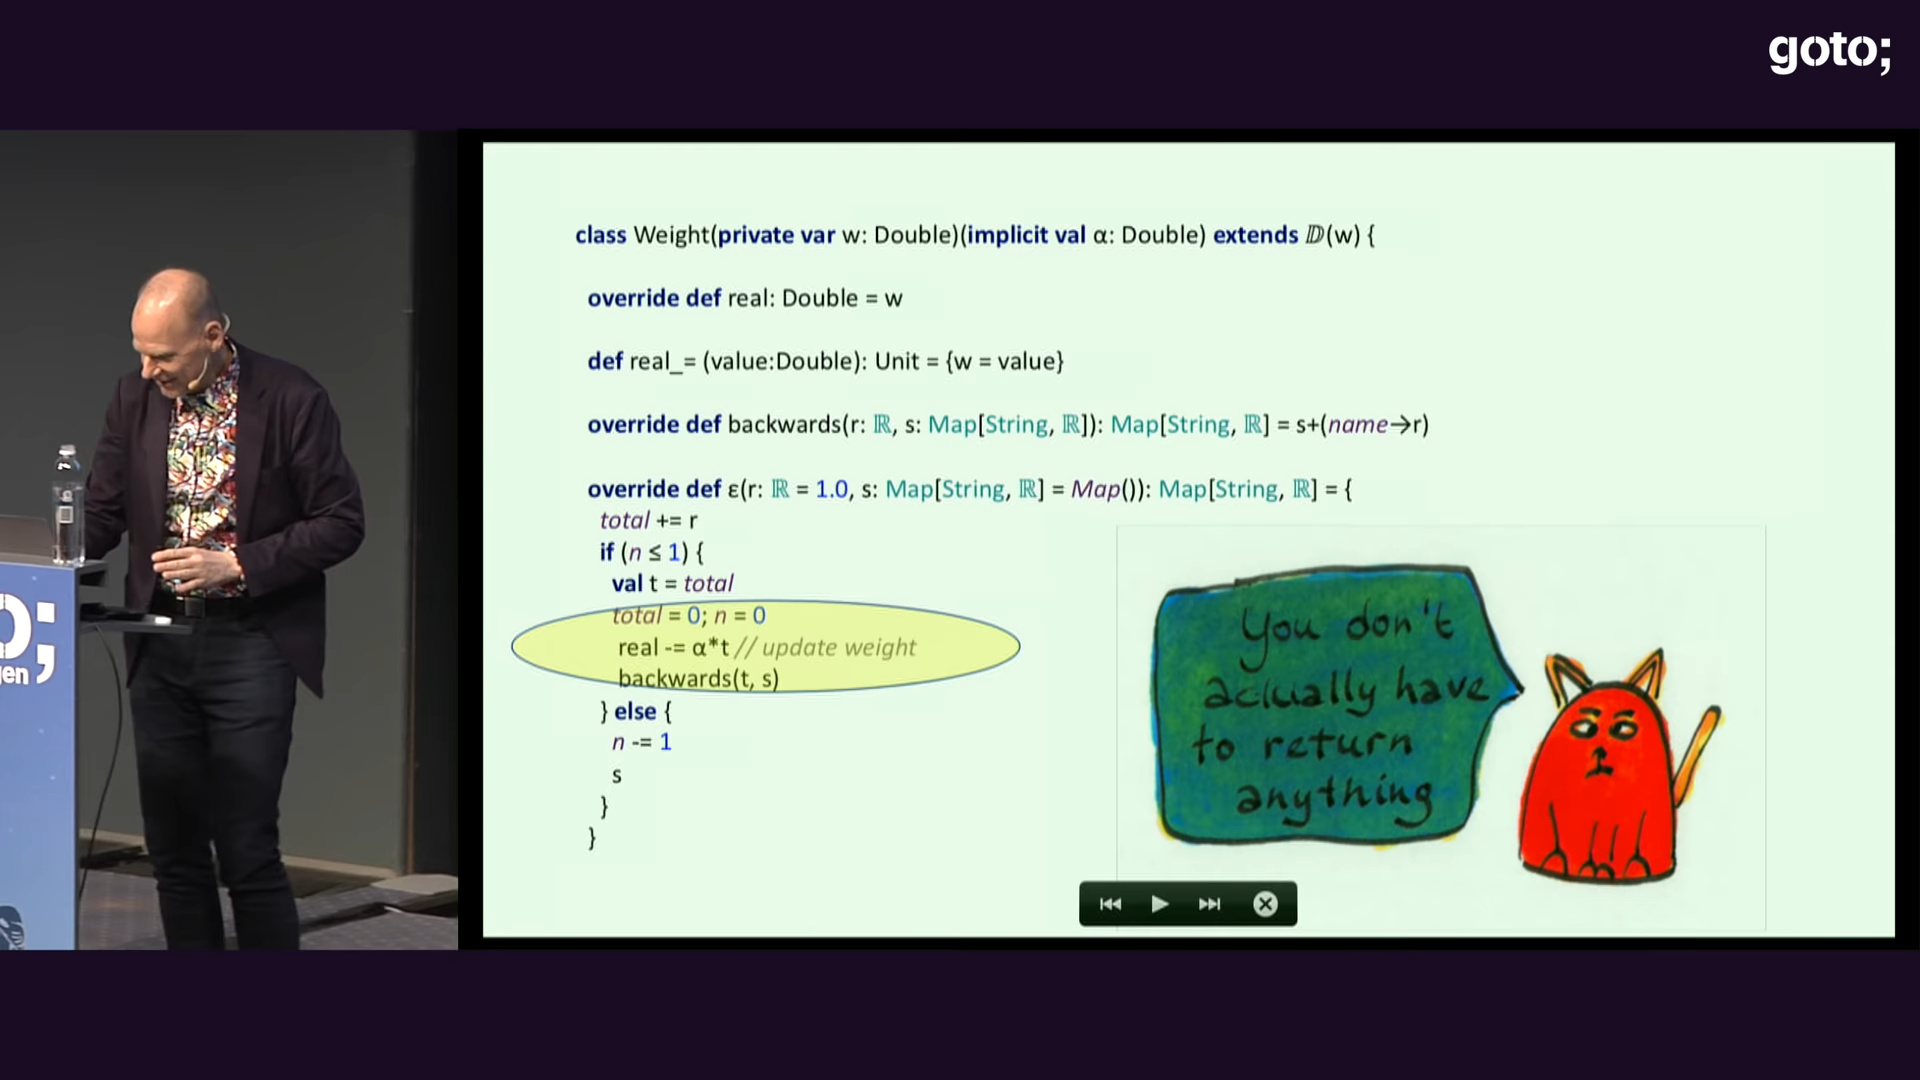 goto;
class Weight(private var w: Double)(implicit val α: Double) extends 𝔻(w) {
override def real: Double = w
def real_= (value:Double): Unit = {w = value}
override def backwards(r: ℝ, s: Map[String, ℝ]): Map[String, ℝ] = s+(name→r)
override def ε(r: ℝ = 1.0, s: Map[String, ℝ] = Map()): Map[String, ℝ] = {
total += r
if (n ≤ 1) {
val t = total
total = 0; n = 0
real -= α*t // update weight
backwards(t, s)
} else {
n -= 1
s
}
}
You don't
actually have
to return
anything
o;
en